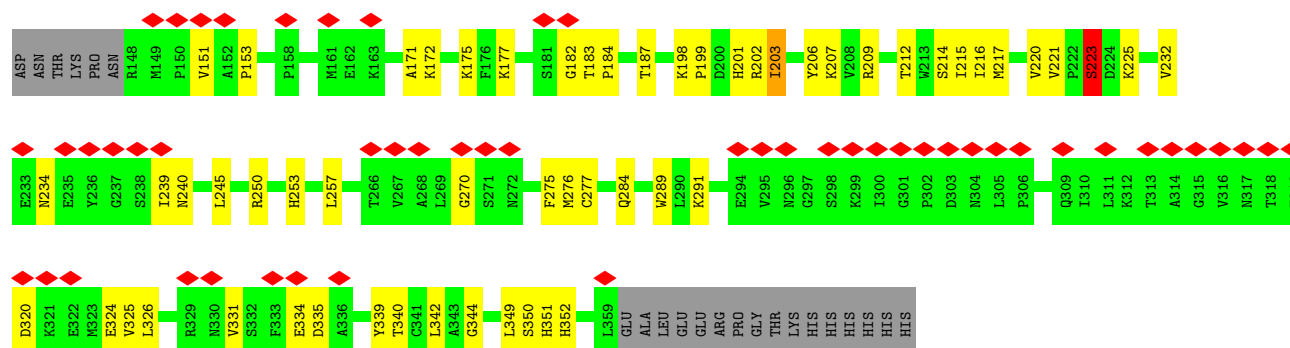 ASP ASN THR LYS PRO ASN R148 M149 P150 V151 A152 P153 P158 M161 E162 K163 A171 K172 K175 F176 K177 S181 G182 T183 P184 T187 K198 P199 D200 H201 R202 I203 Y206 K207 V208 R209 T212 W213 S214 I215 I216 M217 V220 V221 P222 S223 D224 K225 V232
E233 N234 E235 Y236 G237 S238 I239 N240 L245 R250 H253 L257 T266 V267 A268 L269 G270 S271 N272 F275 M276 C277 Q284 W289 L290 K291 E294 V295 N296 G297 S298 K299 I300 G301 P302 D303 N304 L305 P306 Q309 I310 L311 K312 T313 A314 G315 V316 N317 T318
D320 K321 E322 M323 E324 V325 L326 R329 N330 V331 S332 F333 E334 D335 A336 Y339 T340 C341 L342 A343 G344 L349 S350 H351 H352 L359 GLU ALA LEU GLU GLU ARG PRO GLY THR LYS HIS HIS HIS HIS HIS HIS